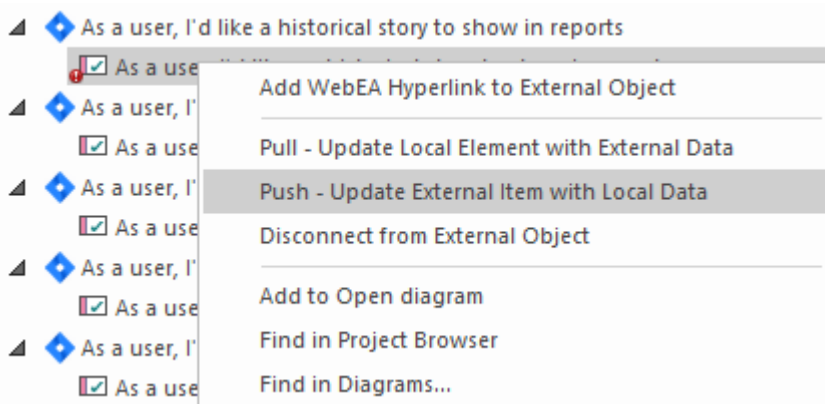 As a user, I'd like a historical story to show in reports
As a use
Add WebEA Hyperlink to External Object
As a user, I'
As a use
Pull - Update Local Element with External Data
As a user, I'
Push - Update External Item with Local Data
As a use
Disconnect from External Object
As a user, I'
As a use
Add to Open diagram
As a user, I'
Find in Project Browser
As a use
Find in Diagrams...